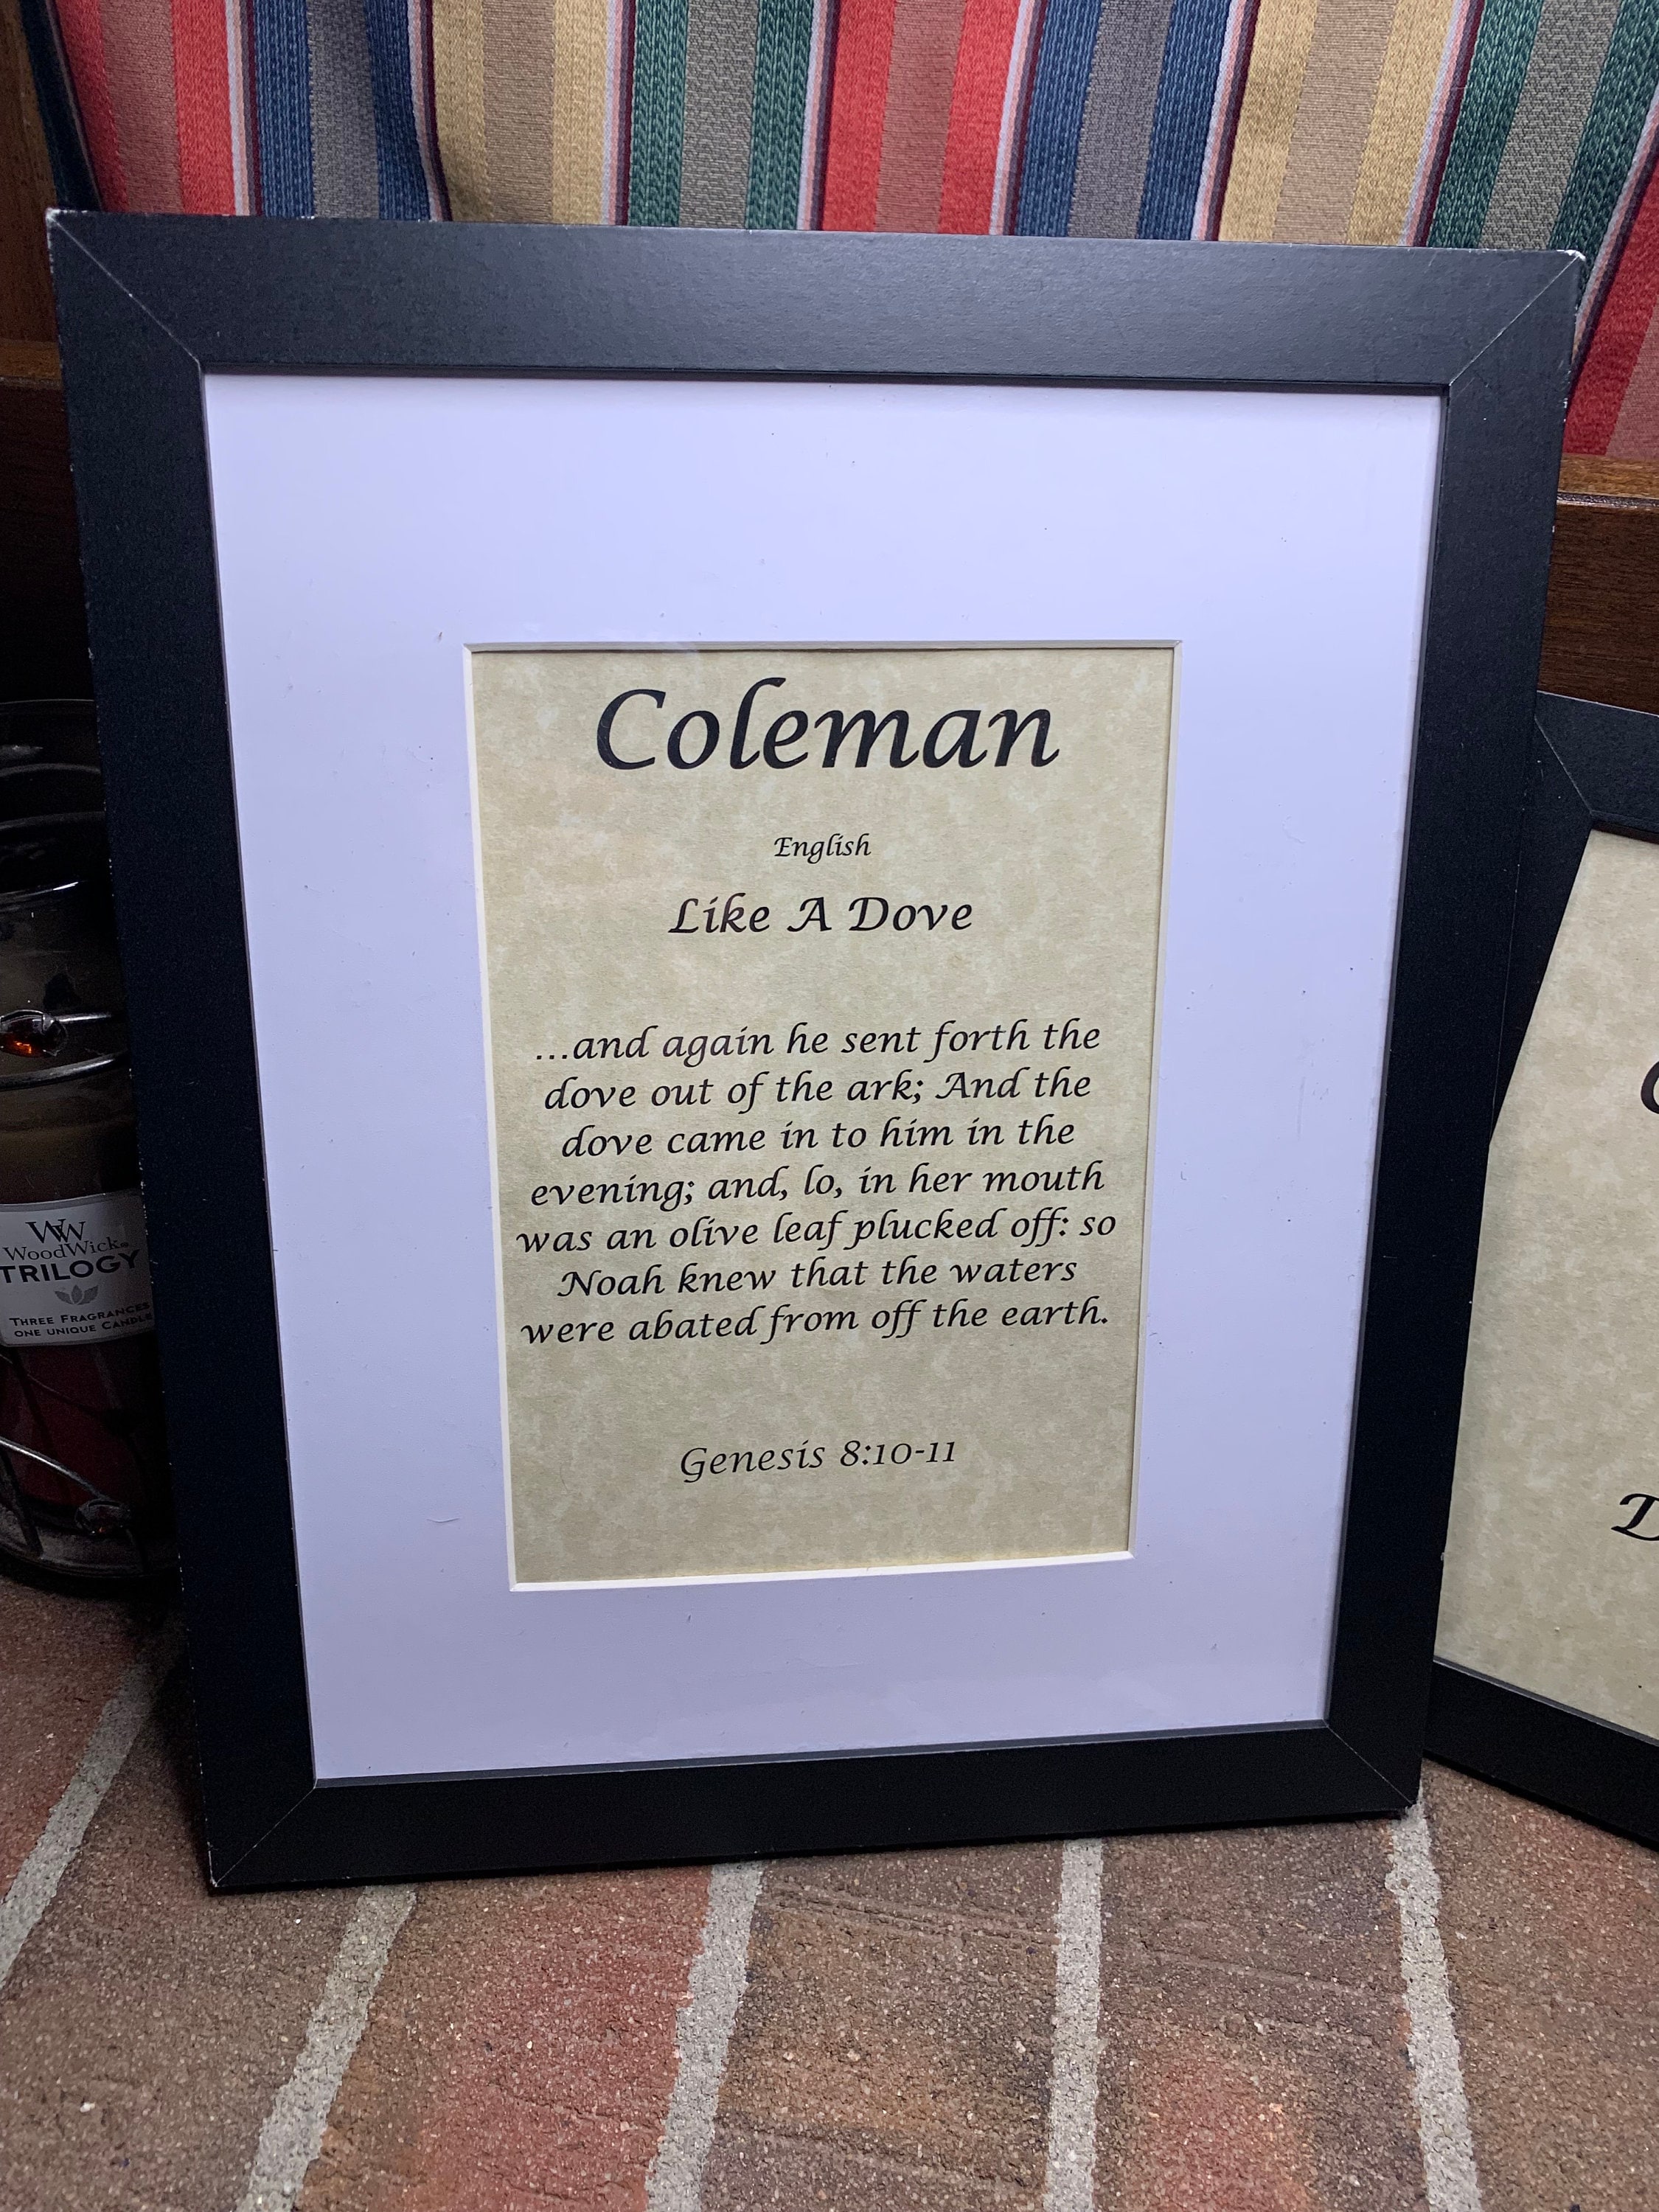 Coleman
English
Like A Dove
...and again he sent forth the
dove out of the ark; And the
dove came in to him in the
evening; and, lo, in her mouth
was an olive leaf plucked off: so
Noah knew that the waters
were abated from off the earth.
Genesis 8:10-11
WW
WoodWick®
TRILOGY
THREE FRAGRANCES
ONE UNIQUE CANDLE
D